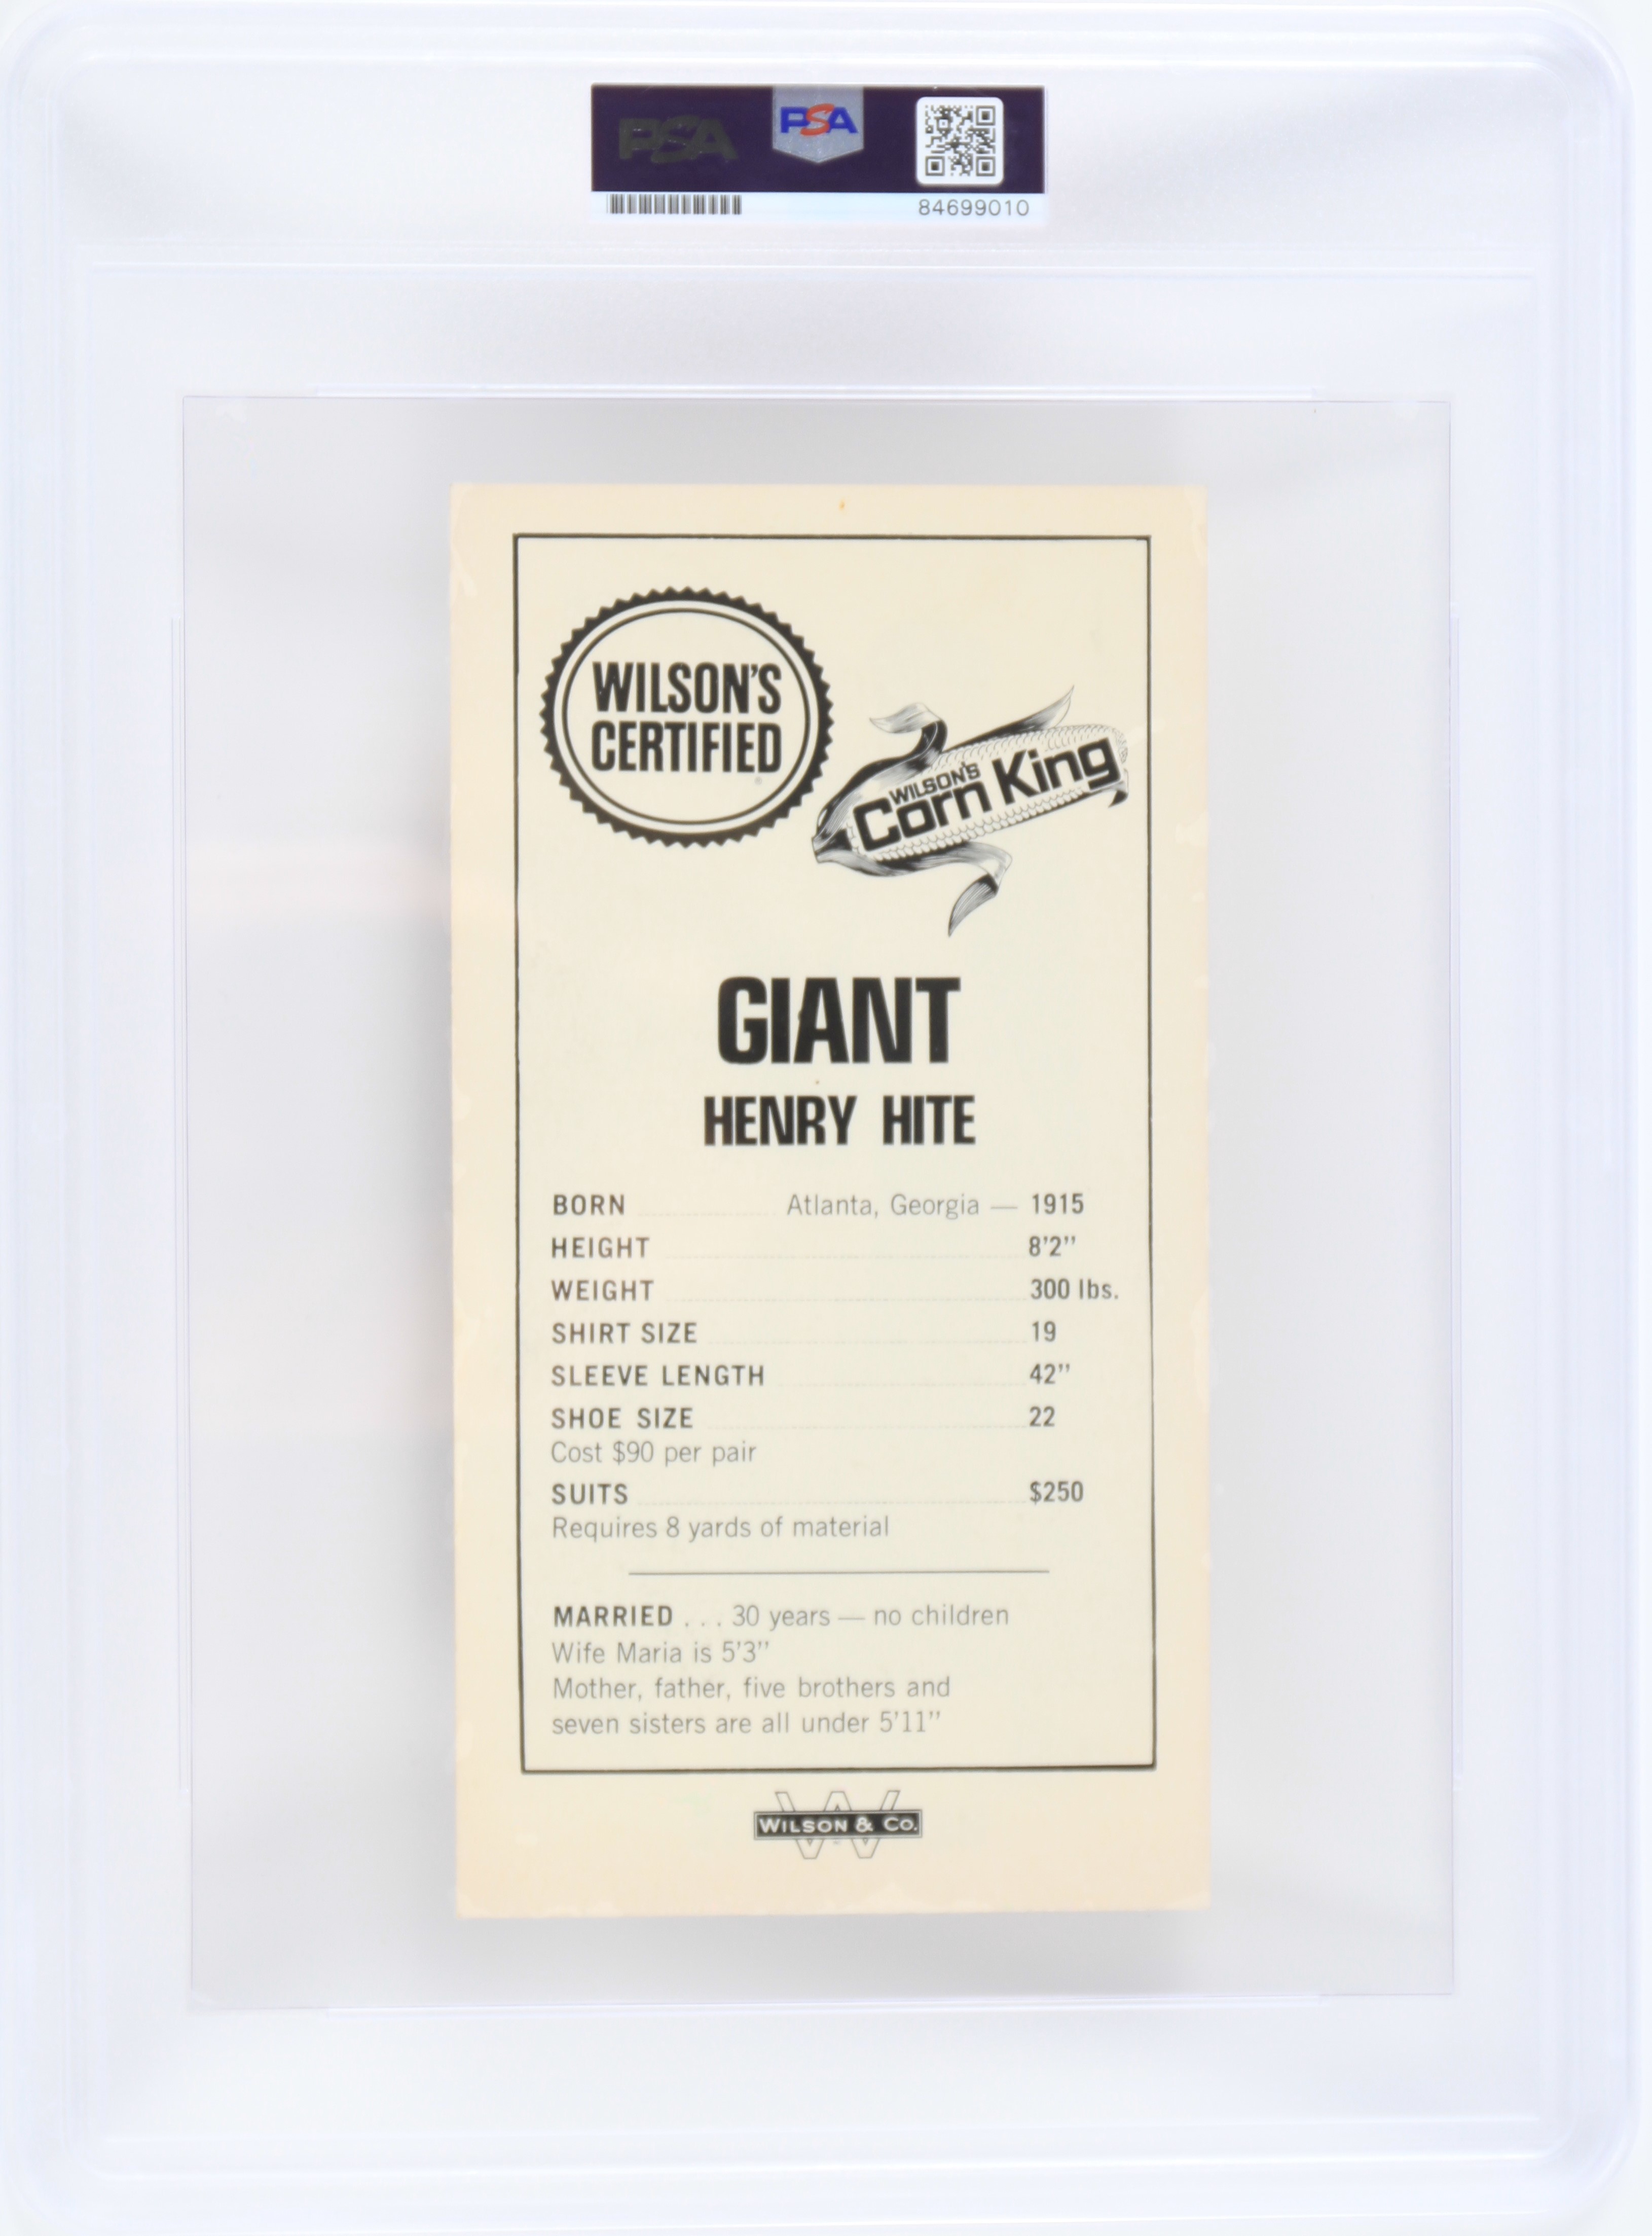 PSA PSA
84699010
WILSON'S
CERTIFIED
WILSON'S
Corn King
GIANT
HENRY HITE
BORN Atlanta, Georgia — 1915
HEIGHT 8'2"
WEIGHT 300 lbs.
SHIRT SIZE 19
SLEEVE LENGTH 42"
SHOE SIZE 22
Cost $90 per pair
SUITS $250
Requires 8 yards of material
MARRIED . . . 30 years — no children
Wife Maria is 5'3"
Mother, father, five brothers and
seven sisters are all under 5'11"
W
WILSON & CO.